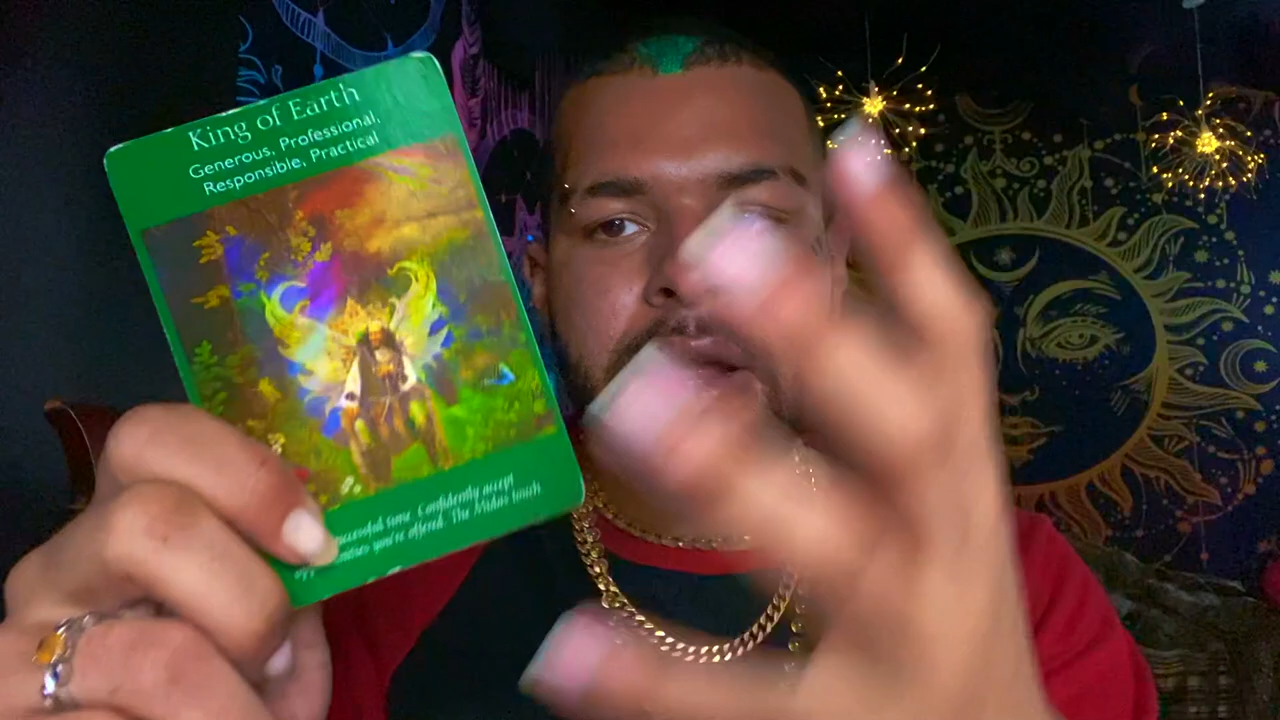 King of Earth
Generous, Professional,
Responsible, Practical
successful time. Confidently accept
you're offered. The Midas touch